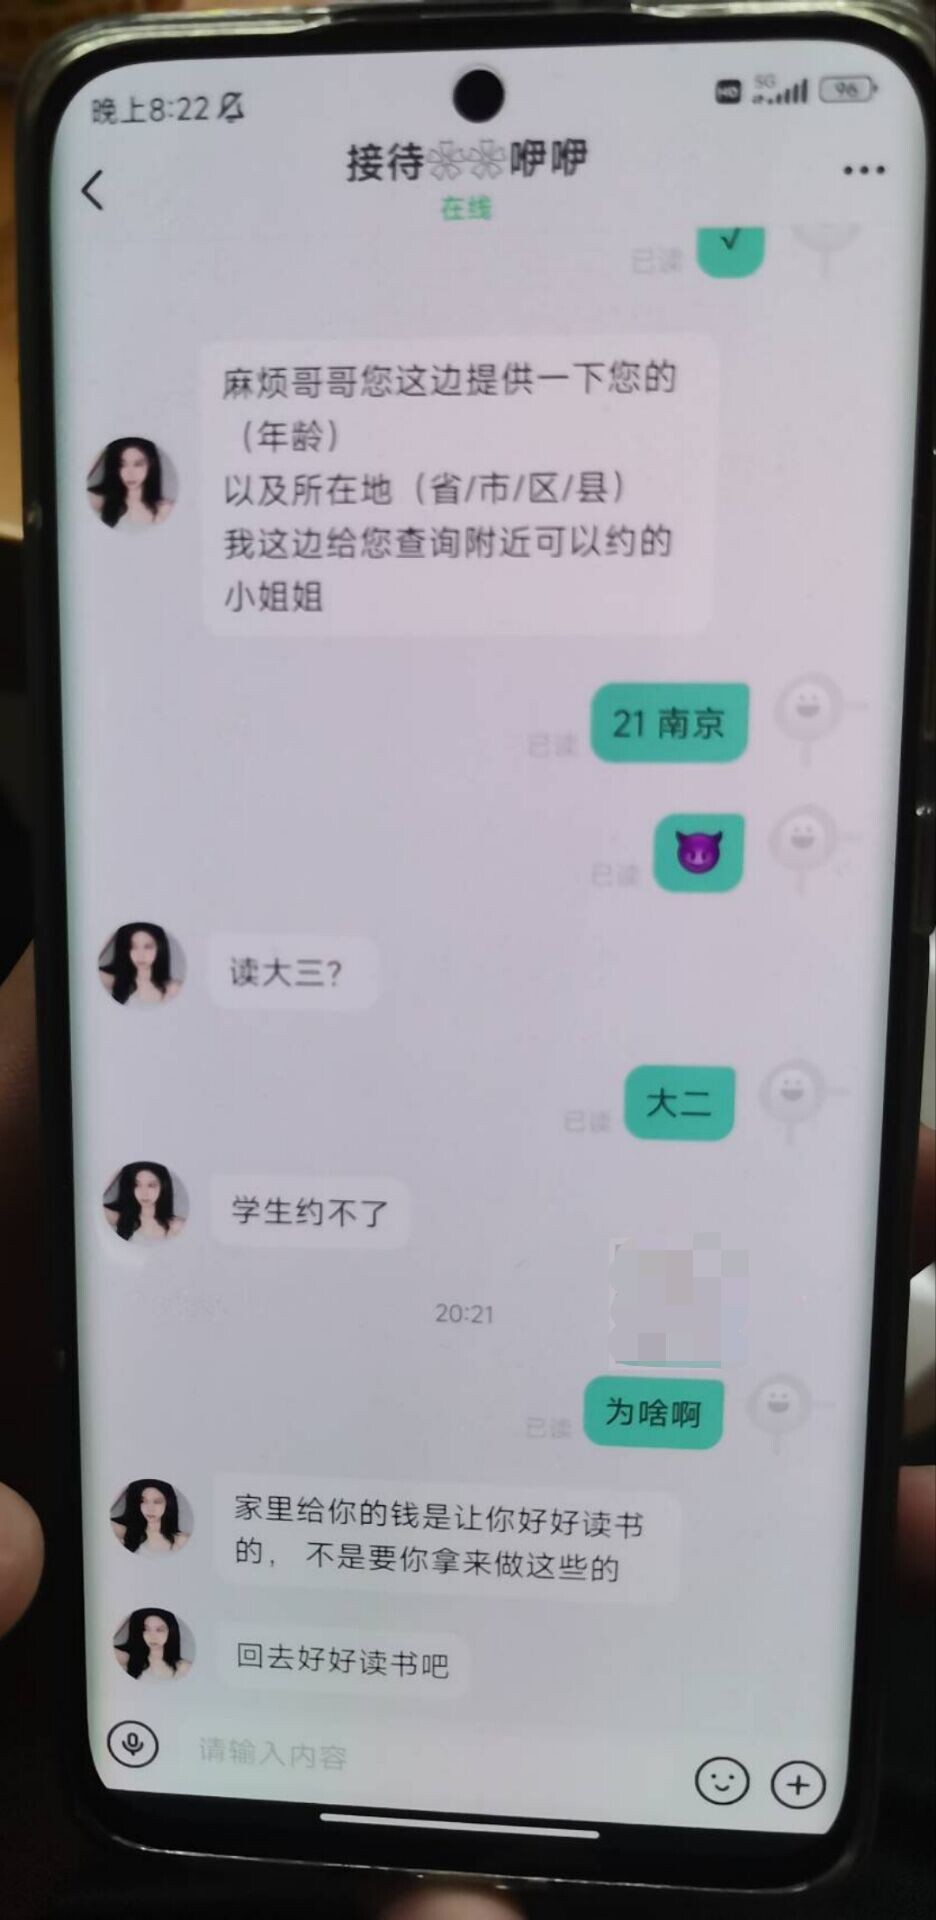 晚上8:22
HD 5G 96
接待咿咿
在线
√
已读
麻烦哥哥您这边提供一下您的
（年龄）
以及所在地（省/市/区/县）
我这边给您查询附近可以约的
小姐姐
21 南京
已读
已读
读大三？
大二
已读
学生约不了
20:21
为啥啊
已读
家里给你的钱是让你好好读书
的， 不是要你拿来做这些的
回去好好读书吧
请输入内容